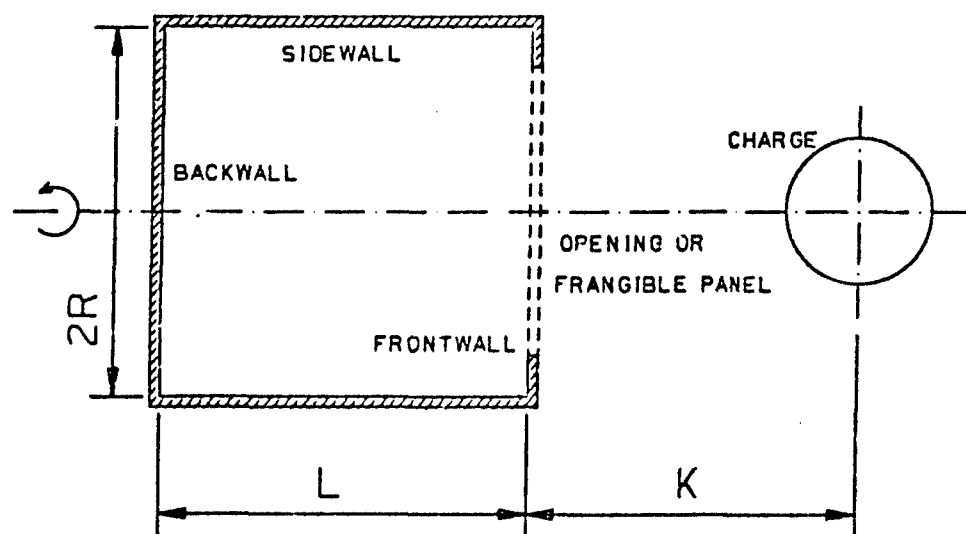 SIDEWALL
CHARGE
BACKWALL
OPENING OR
FRANGIBLE PANEL
2R
FRONTWALL
L
K